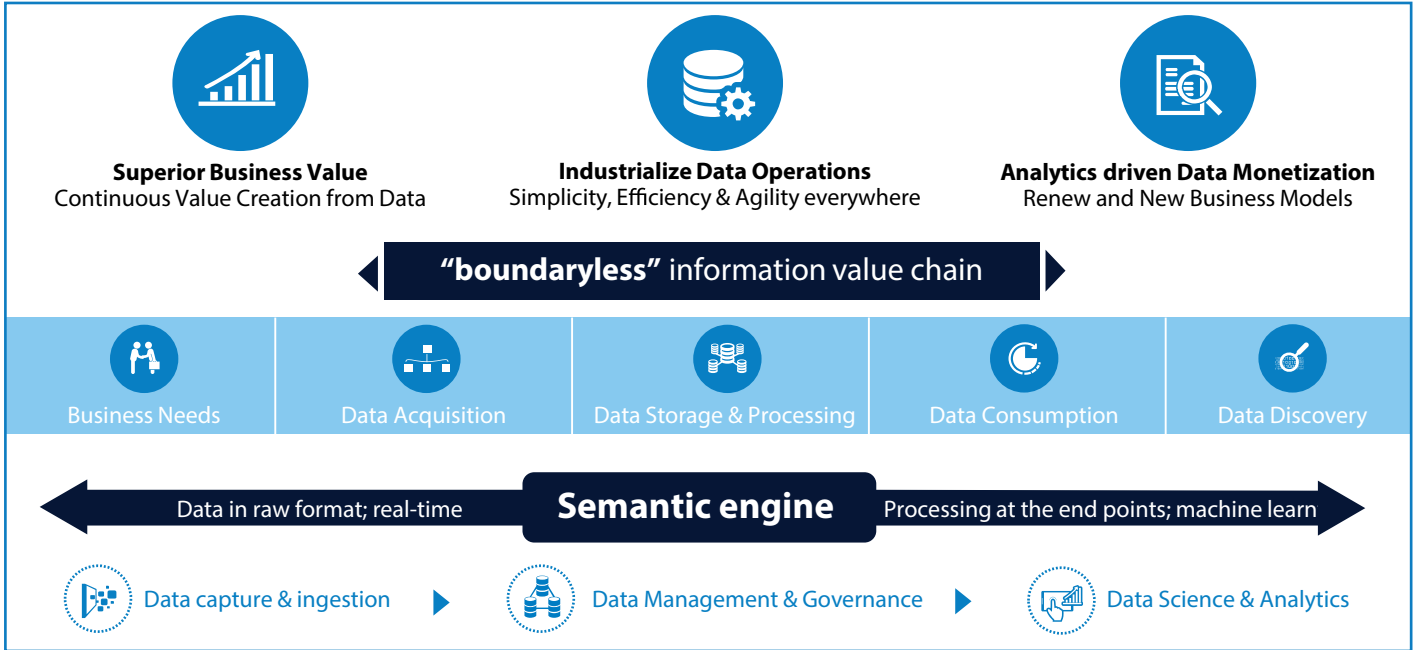 Superior Business Value
Continuous Value Creation from Data
Industrialize Data Operations
Simplicity, Efficiency & Agility everywhere
Analytics driven Data Monetization
Renew and New Business Models
“boundaryless” information value chain
Business Needs
Data Acquisition
Data Storage & Processing
Data Consumption
Data Discovery
Data in raw format; real-time
Semantic engine
Processing at the end points; machine learn
Data capture & ingestion
Data Management & Governance
Data Science & Analytics